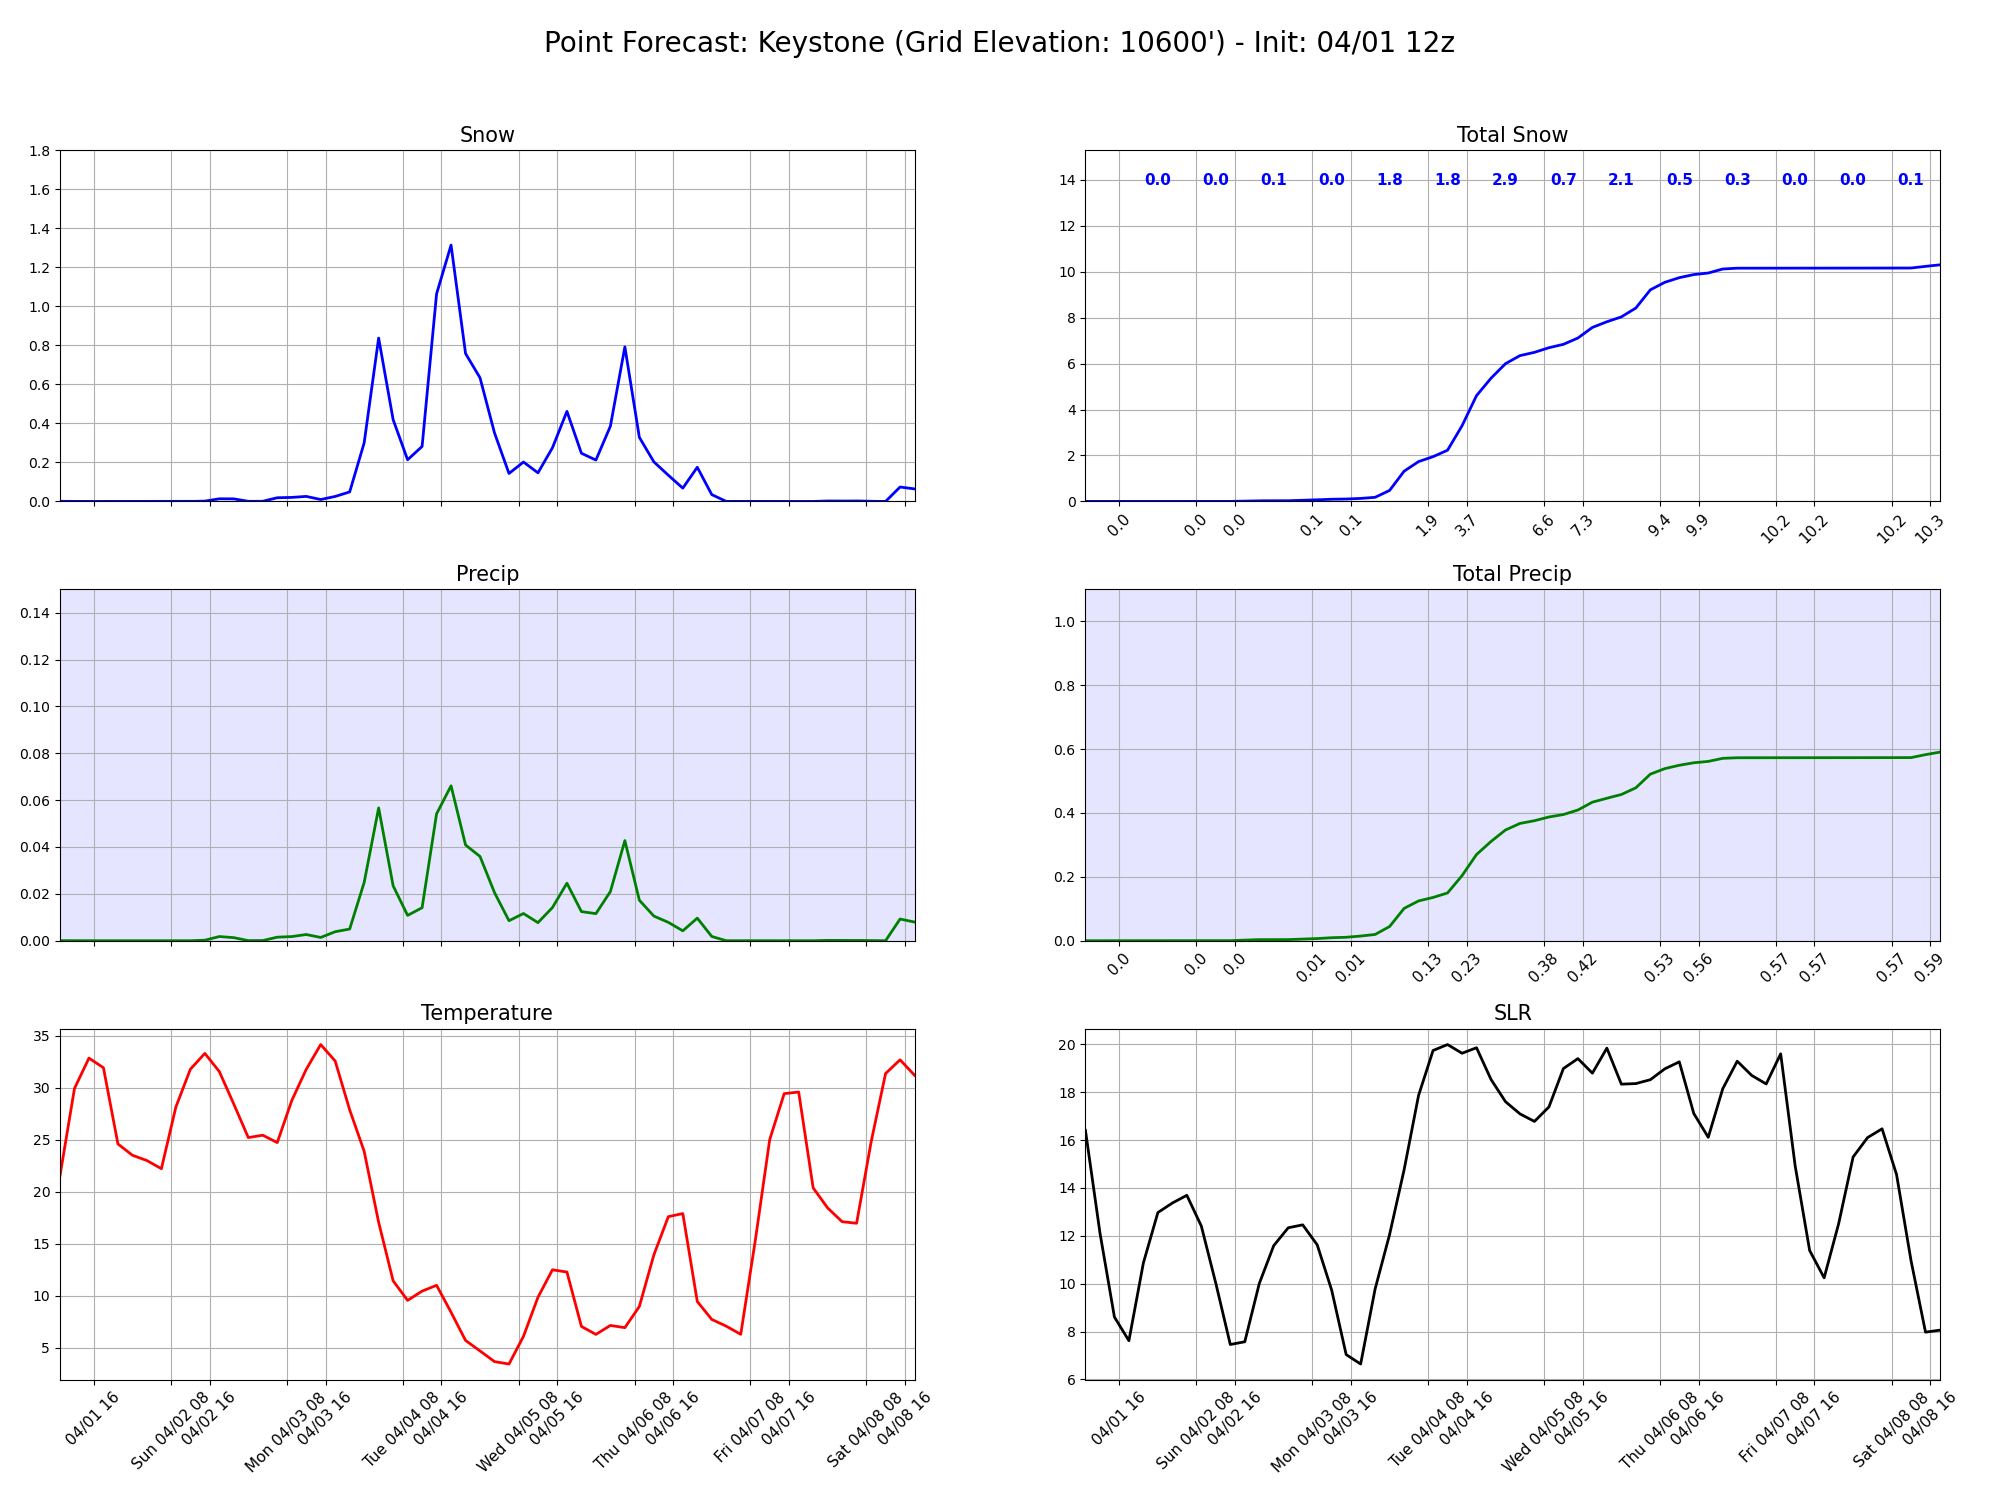 Point Forecast: Keystone (Grid Elevation: 10600') - Init: 04/01 12z
Snow
1.8
1.6
1.4
1.2
1.0
0.8
0.6
0.4
0.2
0.0
Total Snow
0.0 0.0 0.1 0.0 1.8 1.8 2.9 0.7 2.1 0.5 0.3 0.0 0.0 0.1
14
12
10
8
6
4
2
0
0.0 0.0 0.0 0.1 0.1 1.9 3.7 6.6 7.3 9.4 9.9 10.2 10.2 10.2 10.3
Precip
0.14
0.12
0.10
0.08
0.06
0.04
0.02
0.00
Total Precip
1.0
0.8
0.6
0.4
0.2
0.0
0.0 0.0 0.0 0.01 0.01 0.13 0.23 0.38 0.42 0.53 0.56 0.57 0.57 0.57 0.59
Temperature
35
30
25
20
15
10
5
04/01 16
Sun 04/02 08
04/02 16
Mon 04/03 08
04/03 16
Tue 04/04 08
04/04 16
Wed 04/05 08
04/05 16
Thu 04/06 08
04/06 16
Fri 04/07 08
04/07 16
Sat 04/08 08
04/08 16
SLR
20
18
16
14
12
10
8
6
04/01 16
Sun 04/02 08
04/02 16
Mon 04/03 08
04/03 16
Tue 04/04 08
04/04 16
Wed 04/05 08
04/05 16
Thu 04/06 08
04/06 16
Fri 04/07 08
04/07 16
Sat 04/08 08
04/08 16